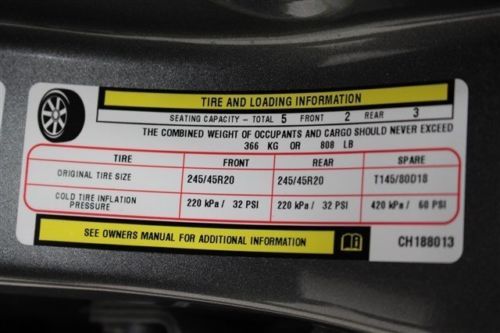 TIRE AND LOADING INFORMATION
SEATING CAPACITY - TOTAL 5 FRONT 2 REAR 3
THE COMBINED WEIGHT OF OCCUPANTS AND CARGO SHOULD NEVER EXCEED
366 KG OR 808 LB
TIRE FRONT REAR SPARE
ORIGINAL TIRE SIZE 245/45R20 245/45R20 T145/80D18
COLD TIRE INFLATION PRESSURE 220 kPa / 32 PSI 220 kPa / 32 PSI 420 kPa / 60 PSI
SEE OWNERS MANUAL FOR ADDITIONAL INFORMATION
CH188013